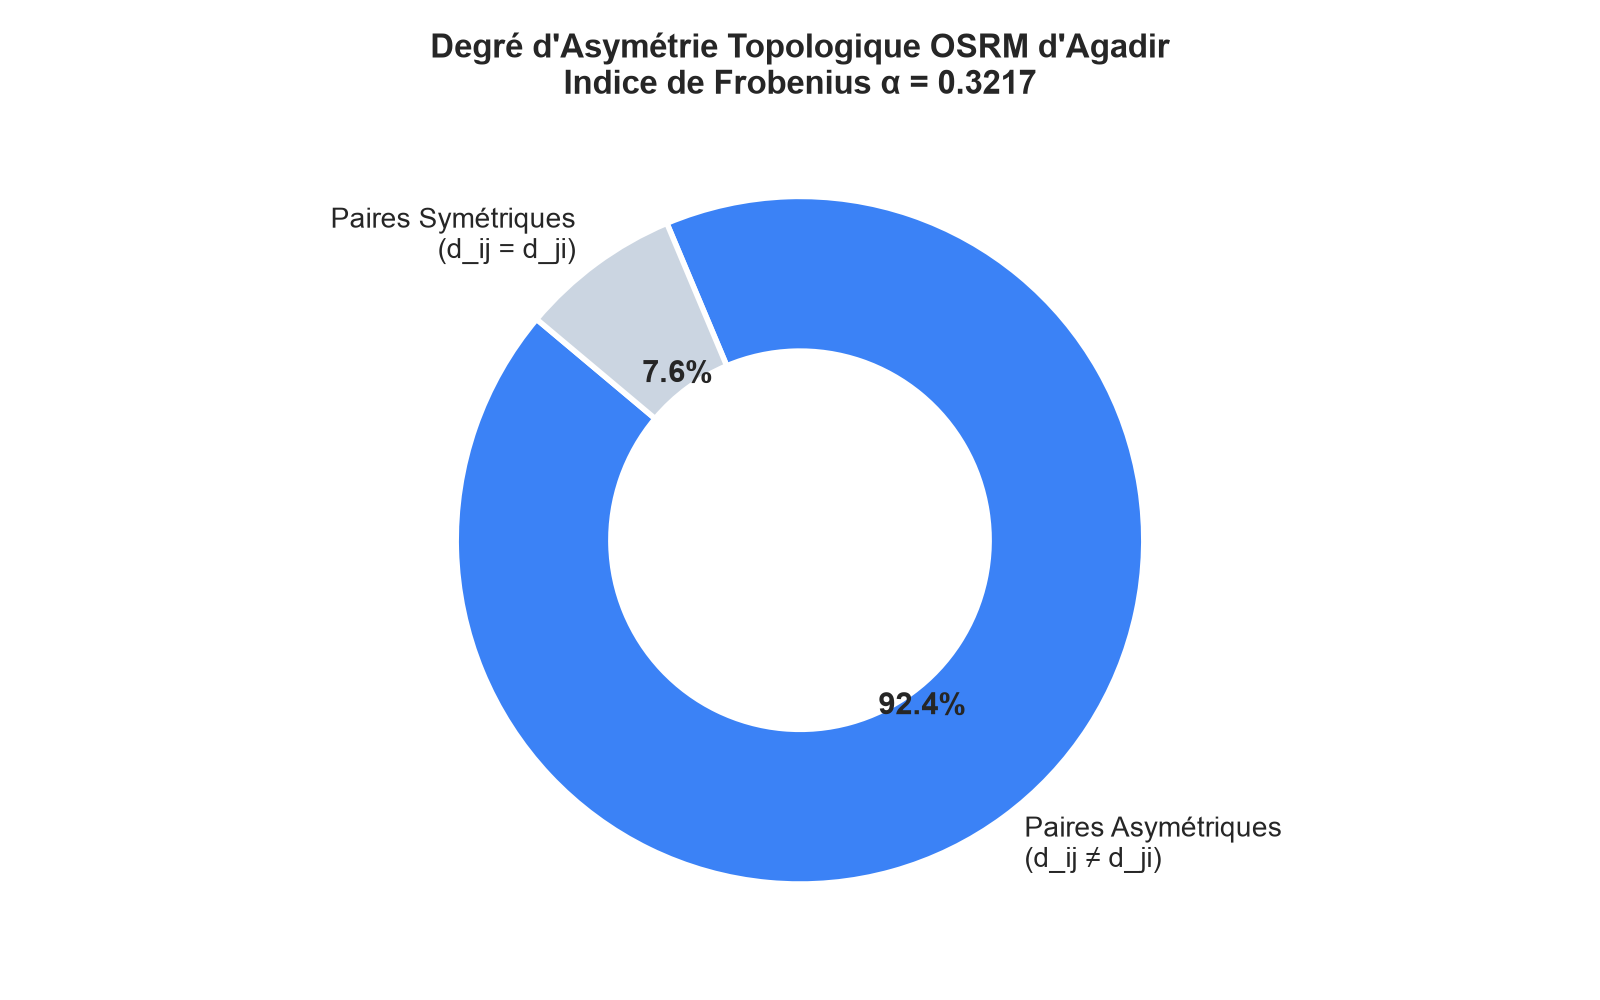 Degré d'Asymétrie Topologique OSRM d'Agadir
Indice de Frobenius α = 0.3217
Paires Symétriques
(d_ij = d_ji)
7.6%
92.4%
Paires Asymétriques
(d_ij ≠ d_ji)